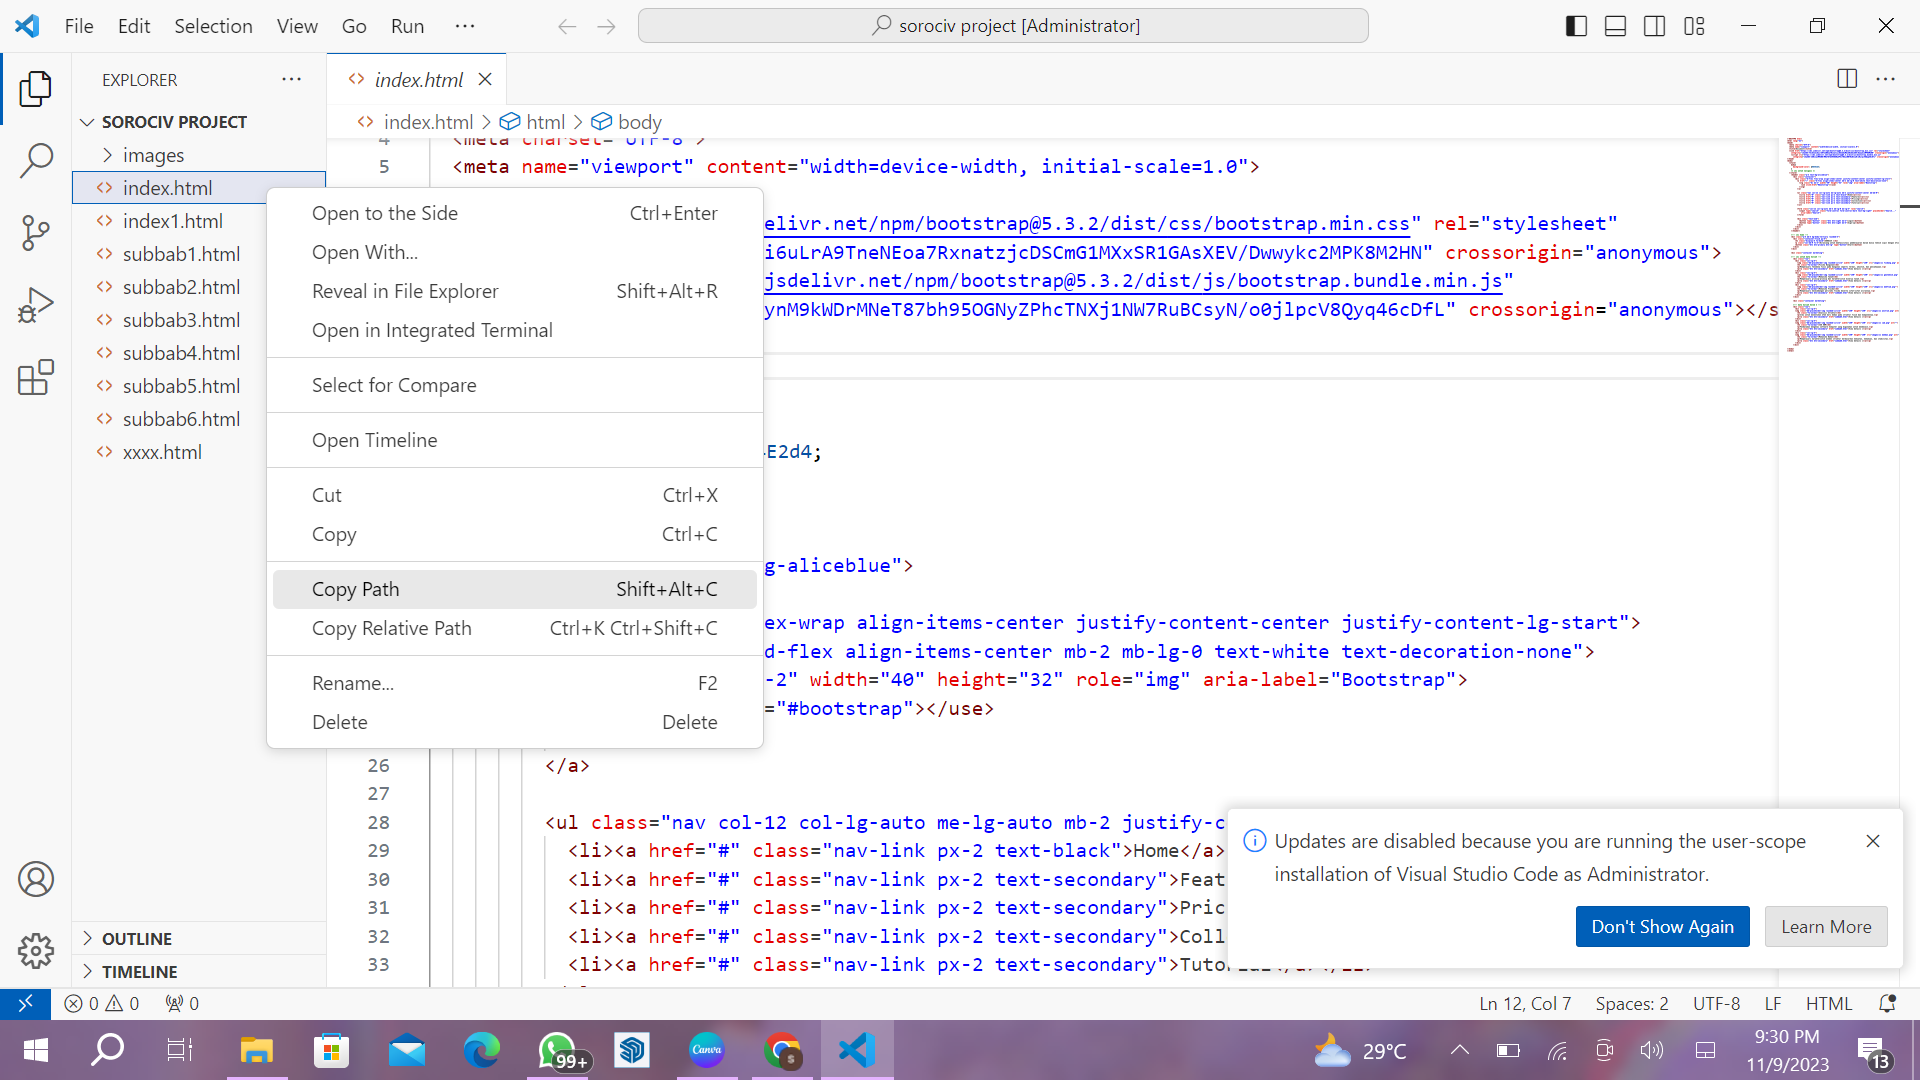 File Edit Selection View Go Run ···
sorociv project [Administrator]
EXPLORER ···
SOROCIV PROJECT
images
index.html
index1.html
subbab1.html
subbab2.html
subbab3.html
subbab4.html
subbab5.html
subbab6.html
xxxx.html
OUTLINE
TIMELINE
index.html
index.html > html > body
4 <meta charset="UTF-8">
5 <meta name="viewport" content="width=device-width, initial-scale=1.0">
elivr.net/npm/bootstrap@5.3.2/dist/css/bootstrap.min.css" rel="stylesheet"
i6uLrA9TneNEoa7RxnatzjcDSCmG1MXxSR1GAsXEV/Dwwykc2MPK8M2HN" crossorigin="anonymous">
jsdelivr.net/npm/bootstrap@5.3.2/dist/js/bootstrap.bundle.min.js"
ynM9kWDrMNeT87bh95OGNyZPhcTNXj1NW7RuBCsyN/o0jlpcV8Qyq46cDfL" crossorigin="anonymous"></s
E2d4;
g-aliceblue">
ex-wrap align-items-center justify-content-center justify-content-lg-start">
d-flex align-items-center mb-2 mb-lg-0 text-white text-decoration-none">
-2" width="40" height="32" role="img" aria-label="Bootstrap">
="#bootstrap"></use>
26 </a>
27
28 <ul class="nav col-12 col-lg-auto me-lg-auto mb-2 justify-c
29 <li><a href="#" class="nav-link px-2 text-black">Home</a>
30 <li><a href="#" class="nav-link px-2 text-secondary">Feat
31 <li><a href="#" class="nav-link px-2 text-secondary">Pric
32 <li><a href="#" class="nav-link px-2 text-secondary">Coll
33 <li><a href="#" class="nav-link px-2 text-secondary">Tutorial</a></li>
Open to the Side Ctrl+Enter
Open With...
Reveal in File Explorer Shift+Alt+R
Open in Integrated Terminal
Select for Compare
Open Timeline
Cut Ctrl+X
Copy Ctrl+C
Copy Path Shift+Alt+C
Copy Relative Path Ctrl+K Ctrl+Shift+C
Rename... F2
Delete Delete
Updates are disabled because you are running the user-scope
installation of Visual Studio Code as Administrator.
Don't Show Again Learn More
0 0 0
Ln 12, Col 7 Spaces: 2 UTF-8 LF HTML
99+
Canva
s
29°C
9:30 PM
11/9/2023
13